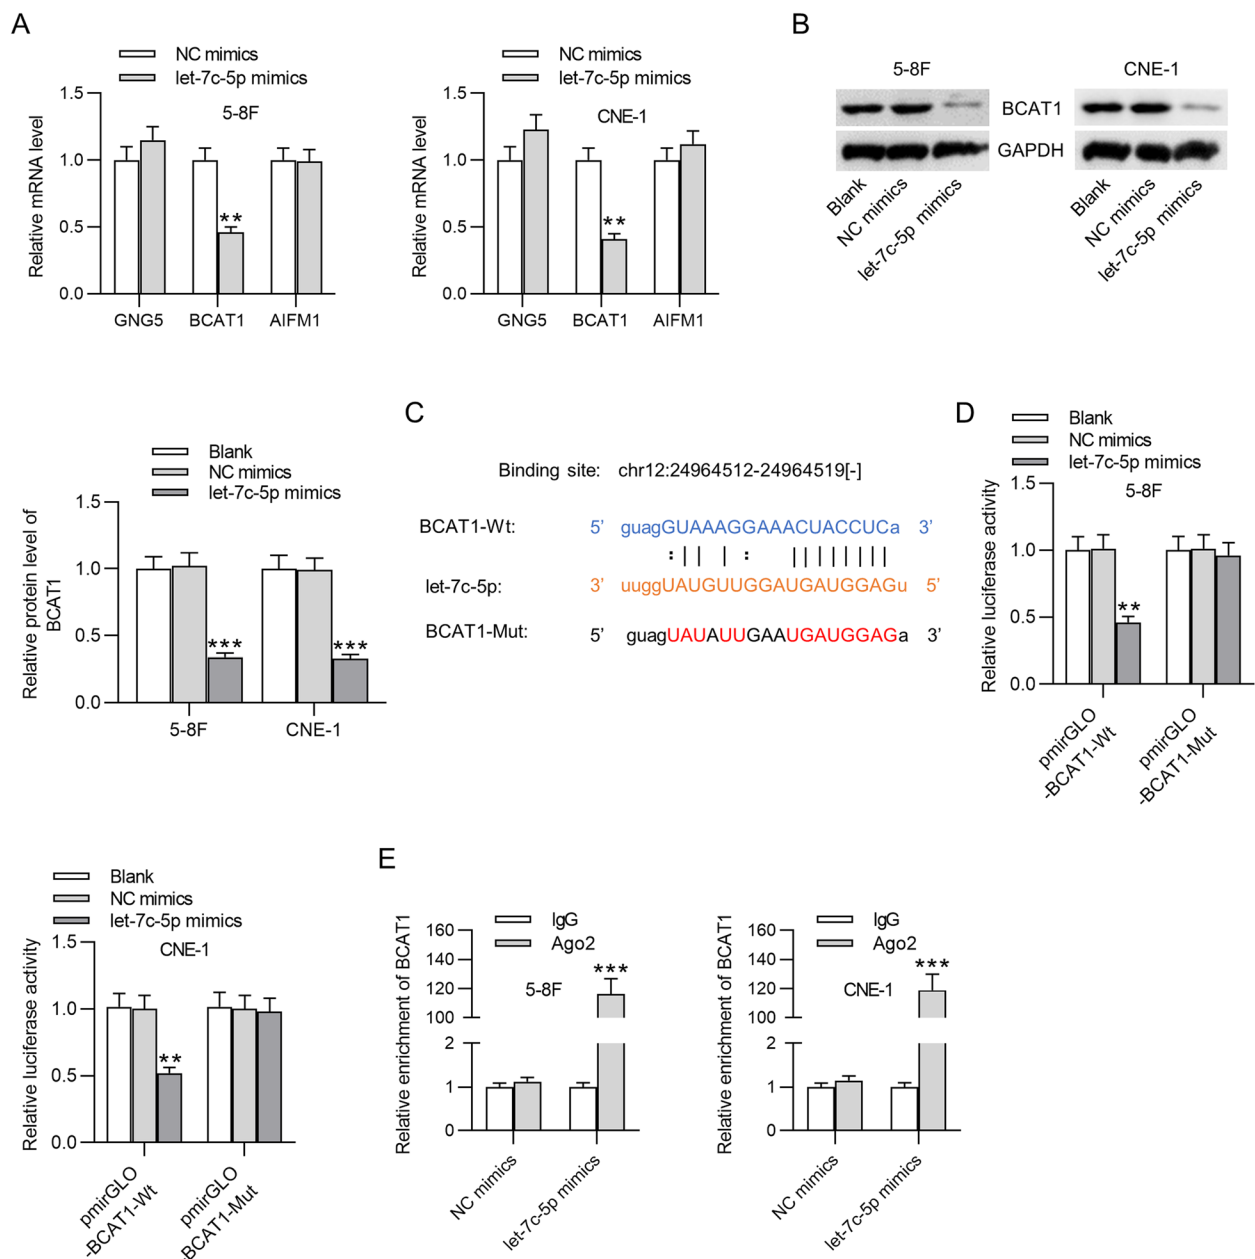 A
NC mimics
let-7c-5p mimics
5-8F
Relative mRNA level
1.5
1.0
0.5
0.0
**
GNG5 BCAT1 AIFM1
NC mimics
let-7c-5p mimics
CNE-1
Relative mRNA level
1.5
1.0
0.5
0.0
**
GNG5 BCAT1 AIFM1
B
5-8F CNE-1
BCAT1
GAPDH
Blank
NC mimics
let-7c-5p mimics
Blank
NC mimics
let-7c-5p mimics
Blank
NC mimics
let-7c-5p mimics
Relative protein level of
BCAT1
1.5
1.0
0.5
0.0
*** ***
5-8F CNE-1
C
Binding site: chr12:24964512-24964519[-]
BCAT1-Wt: 5' guagGUAAAGGAAACUACCUCa 3'
let-7c-5p: 3' uuggUAUGUUGGAUGAUGGAGu 5'
BCAT1-Mut: 5' guagUAUAUUGAAUGAUGGAGa 3'
D
Blank
NC mimics
let-7c-5p mimics
5-8F
Relative luciferase activity
1.5
1.0
0.5
0.0
**
pmirGLO
-BCAT1-Wt
pmirGLO
-BCAT1-Mut
Blank
NC mimics
let-7c-5p mimics
CNE-1
Relative luciferase activity
1.5
1.0
0.5
0.0
**
pmirGLO
-BCAT1-Wt
pmirGLO
BCAT1-Mut
E
IgG
Ago2
5-8F
Relative enrichment of BCAT1
160
140
120
100
2
1
0
***
NC mimics
let-7c-5p mimics
IgG
Ago2
CNE-1
Relative enrichment of BCAT1
160
140
120
100
2
1
0
***
NC mimics
let-7c-5p mimics